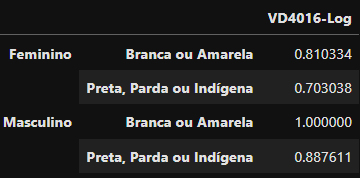 VD4016-Log
Feminino Branca ou Amarela 0.810334
Preta, Parda ou Indígena 0.703038
Masculino Branca ou Amarela 1.000000
Preta, Parda ou Indígena 0.887611